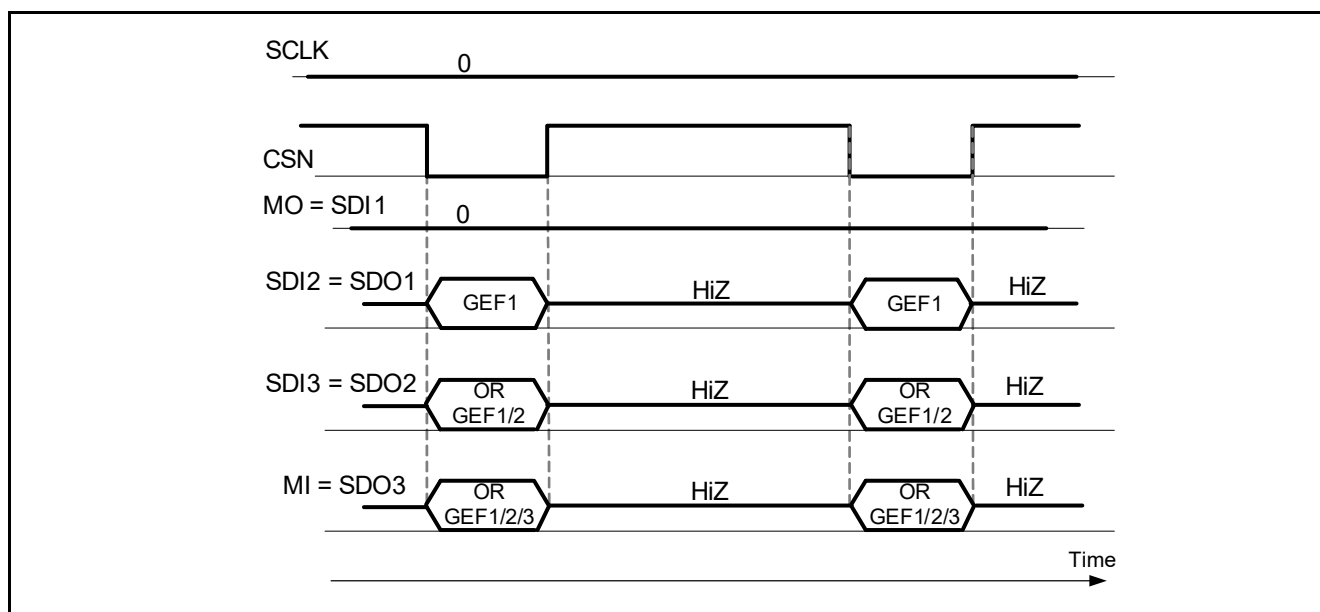 SCLK
0
CSN
MO = SDI1
0
SDI2 = SDO1
GEF1
HiZ
GEF1
HiZ
SDI3 = SDO2
OR
GEF1/2
HiZ
OR
GEF1/2
HiZ
MI = SDO3
OR
GEF1/2/3
HiZ
OR
GEF1/2/3
HiZ
Time